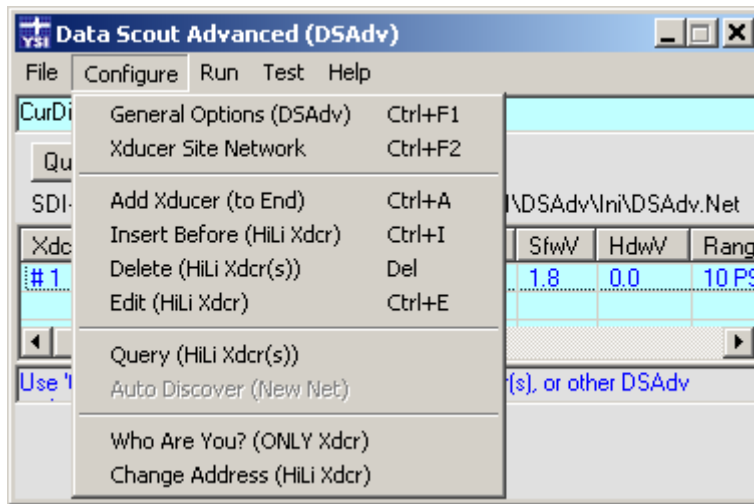 YSI Data Scout Advanced (DSAdv)
File Configure Run Test Help
CurDi
General Options (DSAdv) Ctrl+F1
Xducer Site Network Ctrl+F2
Qu
Add Xducer (to End) Ctrl+A
SDI- \DSAdv\Ini\DSAdv.Net
Insert Before (HiLi Xdcr) Ctrl+I
Xdc SfwV HdwV Rang
Delete (HiLi Xdcr(s)) Del
# 1 1.8 0.0 10 PS
Edit (HiLi Xdcr) Ctrl+E
Query (HiLi Xdcr(s))
Use '( r(s), or other DSAdv
Auto Discover (New Net)
Who Are You? (ONLY Xdcr)
Change Address (HiLi Xdcr)